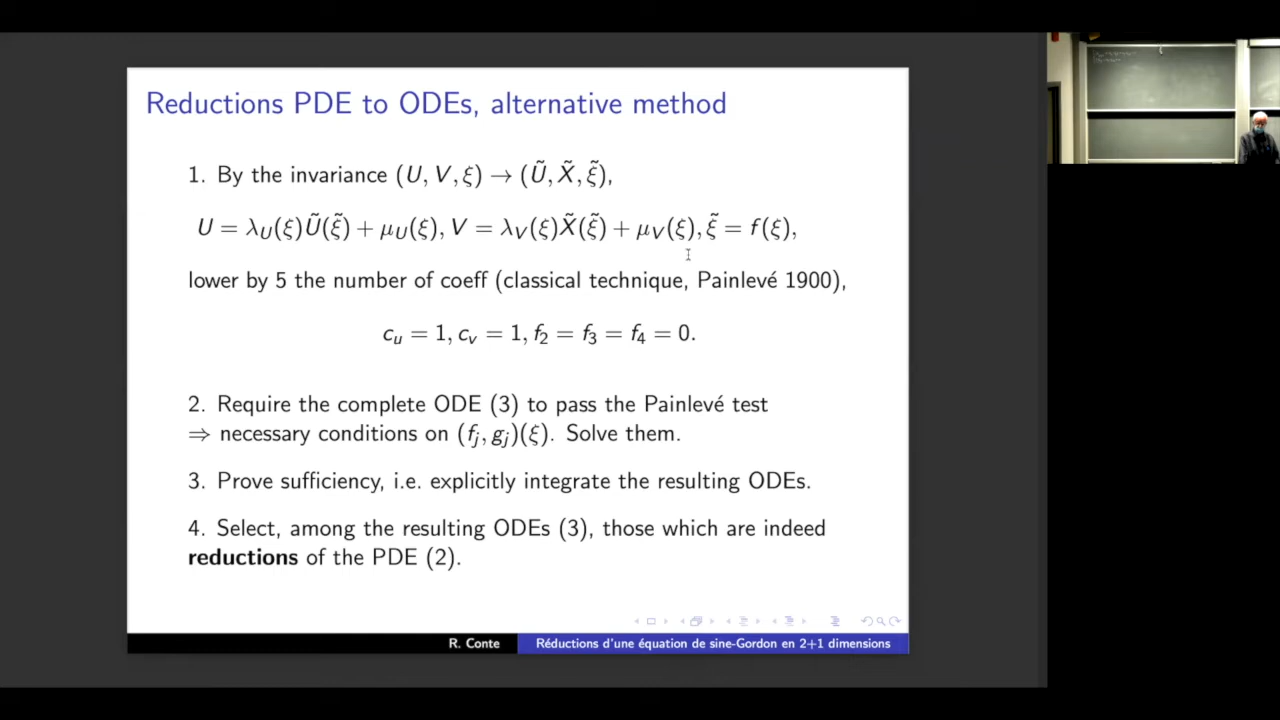 Reductions PDE to ODEs, alternative method
1. By the invariance (U, V, ξ) → (Ũ, X̃, ξ̃),
U = λ_U(ξ)Ũ(ξ̃) + μ_U(ξ), V = λ_V(ξ)X̃(ξ̃) + μ_V(ξ), ξ̃ = f(ξ),
lower by 5 the number of coeff (classical technique, Painlevé 1900),
c_u = 1, c_v = 1, f_2 = f_3 = f_4 = 0.
2. Require the complete ODE (3) to pass the Painlevé test
⇒ necessary conditions on (f_j, g_j)(ξ). Solve them.
3. Prove sufficiency, i.e. explicitly integrate the resulting ODEs.
4. Select, among the resulting ODEs (3), those which are indeed
reductions of the PDE (2).
R. Conte Réductions d'une équation de sine-Gordon en 2+1 dimensions